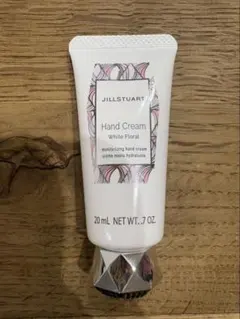 JILLSTUART
Hand Cream
White Floral
moisturizing hand cream
crème mains hydratante
20 mL NET WT. .7 OZ.